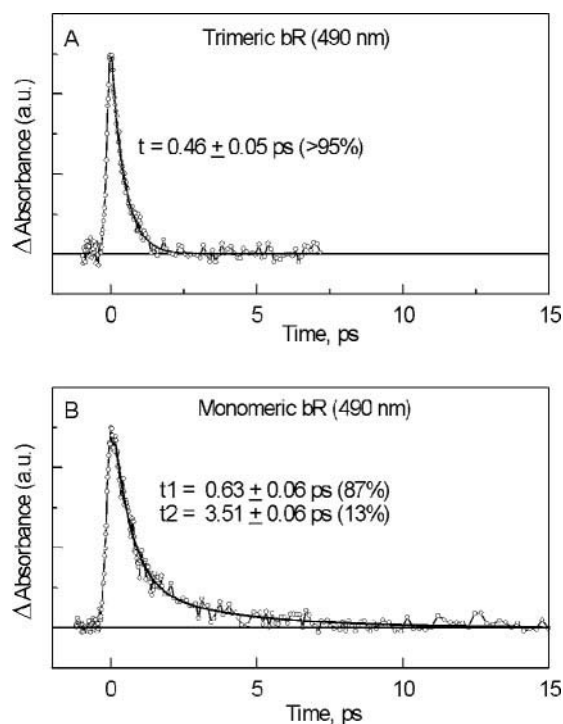 A
Trimeric bR (490 nm)
t = 0.46 ± 0.05 ps (>95%)
Δ Absorbance (a.u.)
0
5
10
15
Time, ps
B
Monomeric bR (490 nm)
t1 = 0.63 ± 0.06 ps (87%)
t2 = 3.51 ± 0.06 ps (13%)
Δ Absorbance (a.u.)
0
5
10
15
Time, ps